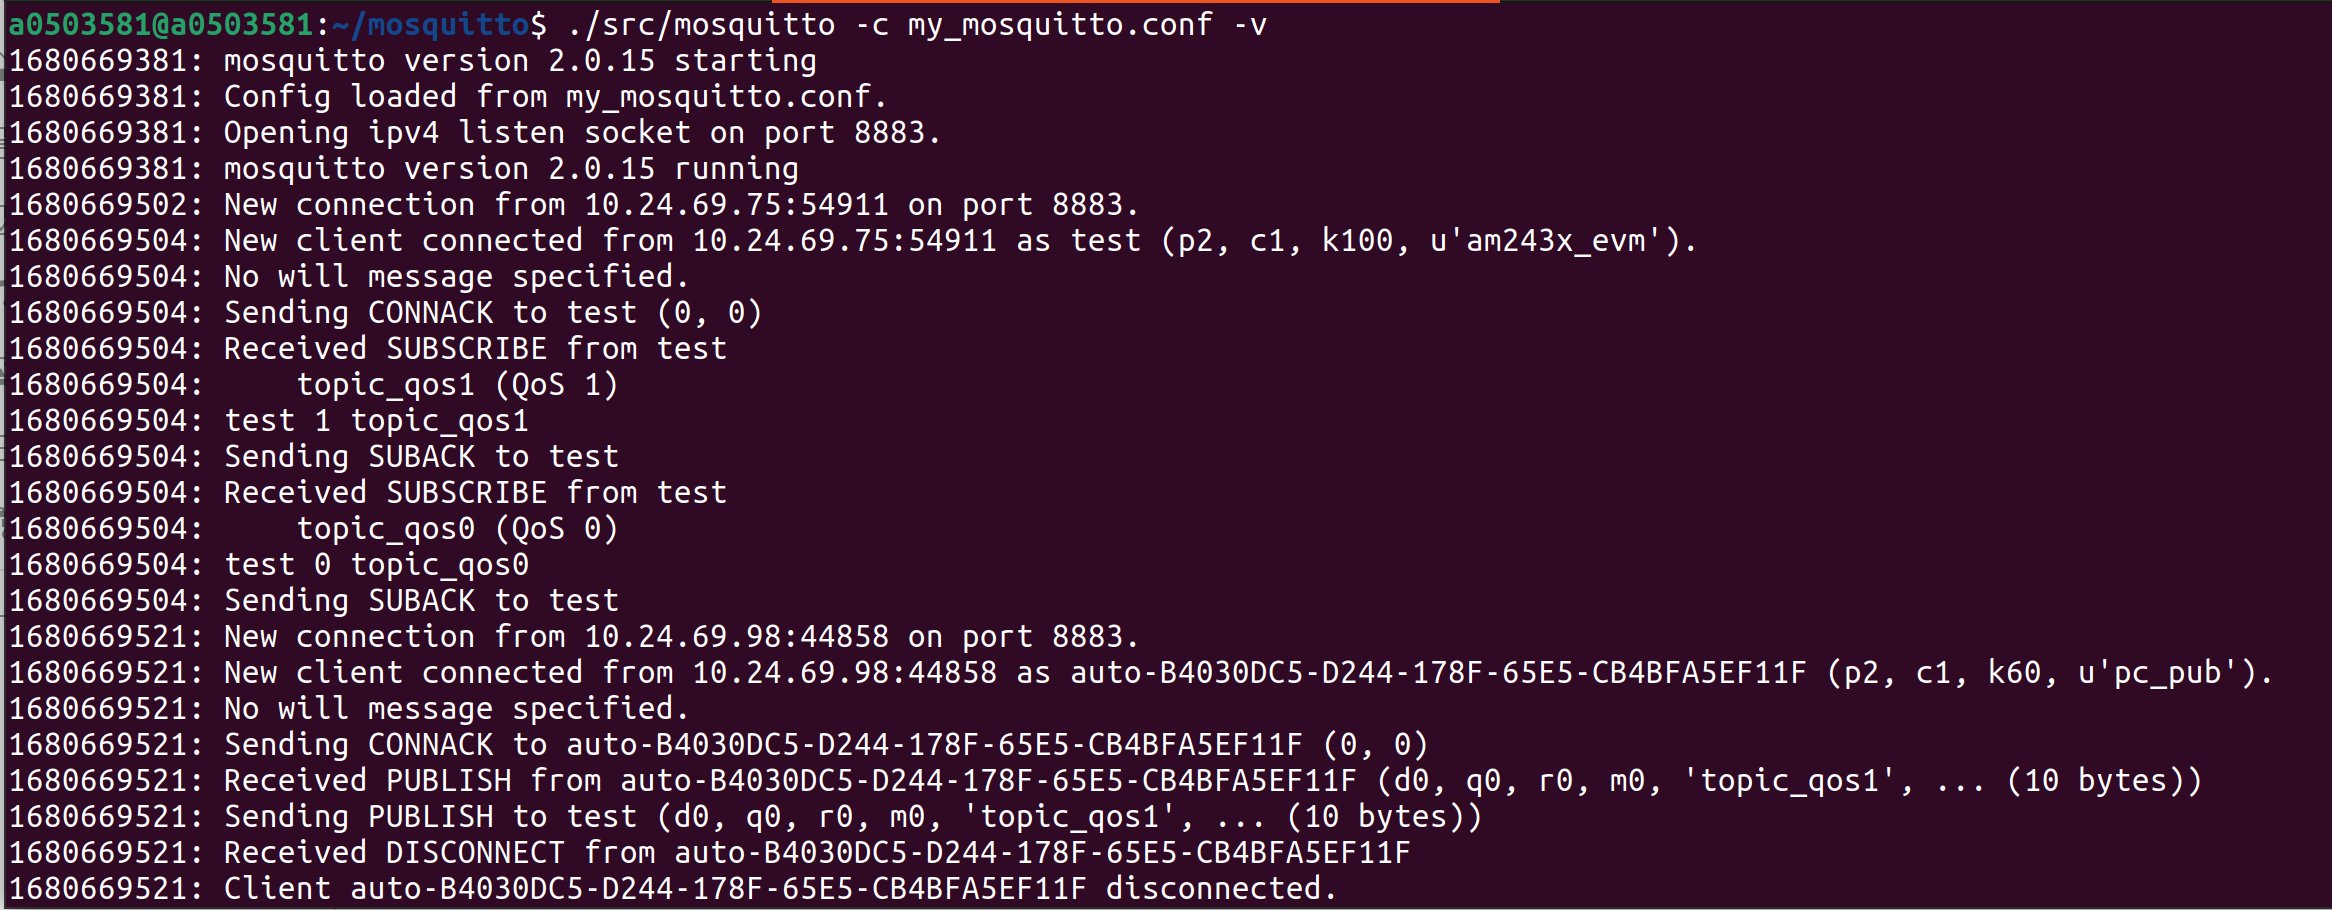 a0503581@a0503581:~/mosquitto$ ./src/mosquitto -c my_mosquitto.conf -v
1680669381: mosquitto version 2.0.15 starting
1680669381: Config loaded from my_mosquitto.conf.
1680669381: Opening ipv4 listen socket on port 8883.
1680669381: mosquitto version 2.0.15 running
1680669502: New connection from 10.24.69.75:54911 on port 8883.
1680669504: New client connected from 10.24.69.75:54911 as test (p2, c1, k100, u'am243x_evm').
1680669504: No will message specified.
1680669504: Sending CONNACK to test (0, 0)
1680669504: Received SUBSCRIBE from test
1680669504:     topic_qos1 (QoS 1)
1680669504: test 1 topic_qos1
1680669504: Sending SUBACK to test
1680669504: Received SUBSCRIBE from test
1680669504:     topic_qos0 (QoS 0)
1680669504: test 0 topic_qos0
1680669504: Sending SUBACK to test
1680669521: New connection from 10.24.69.98:44858 on port 8883.
1680669521: New client connected from 10.24.69.98:44858 as auto-B4030DC5-D244-178F-65E5-CB4BFA5EF11F (p2, c1, k60, u'pc_pub').
1680669521: No will message specified.
1680669521: Sending CONNACK to auto-B4030DC5-D244-178F-65E5-CB4BFA5EF11F (0, 0)
1680669521: Received PUBLISH from auto-B4030DC5-D244-178F-65E5-CB4BFA5EF11F (d0, q0, r0, m0, 'topic_qos1', ... (10 bytes))
1680669521: Sending PUBLISH to test (d0, q0, r0, m0, 'topic_qos1', ... (10 bytes))
1680669521: Received DISCONNECT from auto-B4030DC5-D244-178F-65E5-CB4BFA5EF11F
1680669521: Client auto-B4030DC5-D244-178F-65E5-CB4BFA5EF11F disconnected.